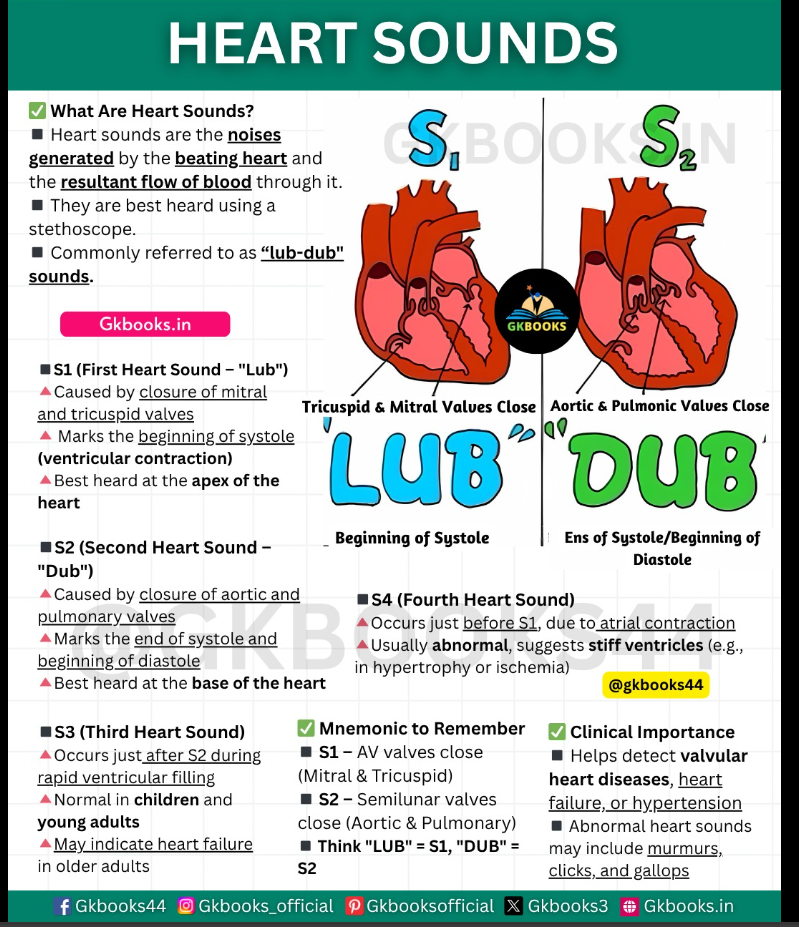 HEART SOUNDS
✅ What Are Heart Sounds?
■ Heart sounds are the noises
generated by the beating heart and
the resultant flow of blood through it.
■ They are best heard using a
stethoscope.
■ Commonly referred to as “lub-dub"
sounds.
Gkbooks.in
GKBOOKS.IN
S1
S2
GKBOOKS
Tricuspid & Mitral Valves Close
Aortic & Pulmonic Valves Close
"LUB"
"DUB"
Beginning of Systole
Ens of Systole/Beginning of
Diastole
■S1 (First Heart Sound – "Lub")
▲Caused by closure of mitral
and tricuspid valves
▲ Marks the beginning of systole
(ventricular contraction)
▲Best heard at the apex of the
heart
■S2 (Second Heart Sound –
"Dub")
▲Caused by closure of aortic and
pulmonary valves
▲Marks the end of systole and
beginning of diastole
▲Best heard at the base of the heart
@GKBOOKS44
■S4 (Fourth Heart Sound)
▲Occurs just before S1, due to atrial contraction
▲Usually abnormal, suggests stiff ventricles (e.g.,
in hypertrophy or ischemia)
@gkbooks44
■S3 (Third Heart Sound)
▲Occurs just after S2 during
rapid ventricular filling
▲Normal in children and
young adults
▲May indicate heart failure
in older adults
✅ Mnemonic to Remember
■ S1 – AV valves close
(Mitral & Tricuspid)
■ S2 – Semilunar valves
close (Aortic & Pulmonary)
■ Think "LUB" = S1, "DUB" =
S2
✅ Clinical Importance
■ Helps detect valvular
heart diseases, heart
failure, or hypertension
■ Abnormal heart sounds
may include murmurs,
clicks, and gallops
Gkbooks44 Gkbooks_official Gkbooksofficial Gkbooks3 Gkbooks.in